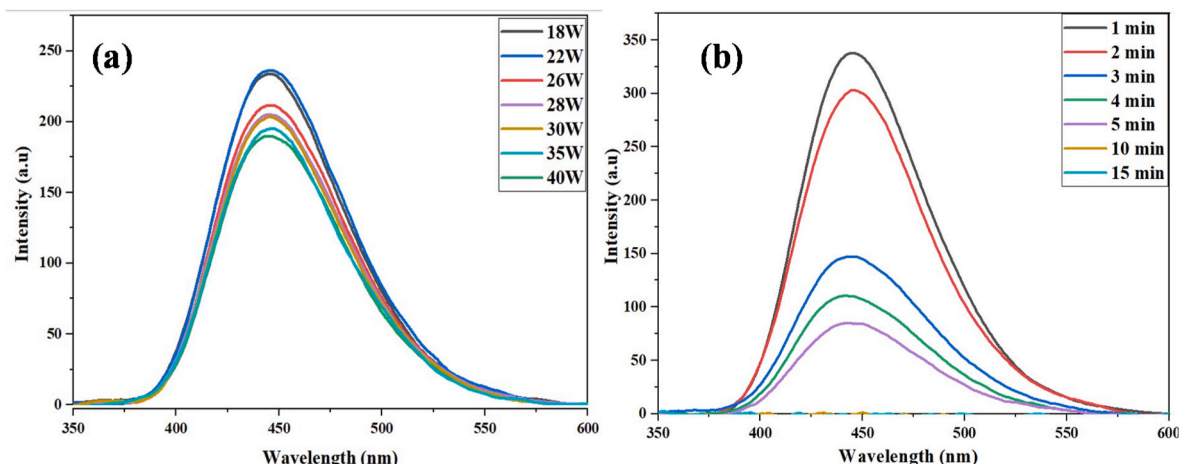 (a)
18W
22W
26W
28W
30W
35W
40W
250
200
150
100
50
0
Intensity (a.u)
350 400 450 500 550 600
Wavelength (nm)
(b)
1 min
2 min
3 min
4 min
5 min
10 min
15 min
350
300
250
200
150
100
50
0
Intensity (a.u)
350 400 450 500 550 600
Wavelength (nm)